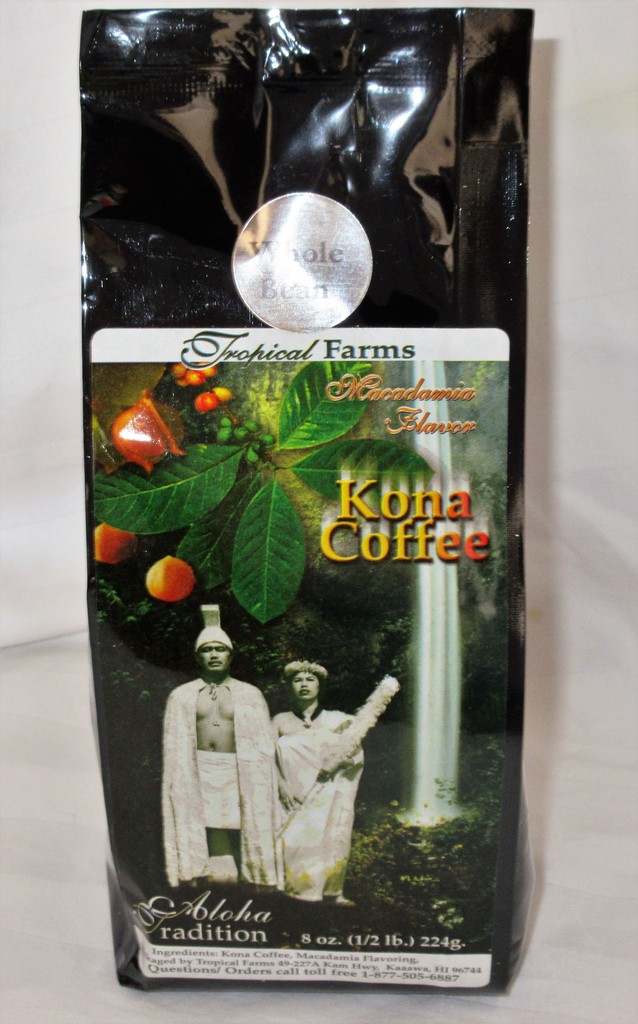 Whole
Bean
Tropical Farms
Macadamia
Flavor
Kona
Coffee
Aloha
Tradition
8 oz. (1/2 lb.) 224g.
Ingredients: Kona Coffee, Macadamia Flavoring.
aged by Tropical Farms 49-227A Kam Hwy, Kaaawa, HI 96744
Questions/ Orders call toll free 1-877-505-6887